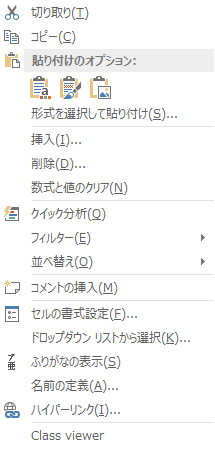 切り取り(T)
コピー(C)
貼り付けのオプション:
形式を選択して貼り付け(S)...
挿入(I)...
削除(D)...
数式と値のクリア(N)
クイック分析(Q)
フィルター(E)
並べ替え(O)
コメントの挿入(M)
セルの書式設定(F)...
ドロップダウン リストから選択(K)...
ふりがなの表示(S)
名前の定義(A)...
ハイパーリンク(I)...
Class viewer